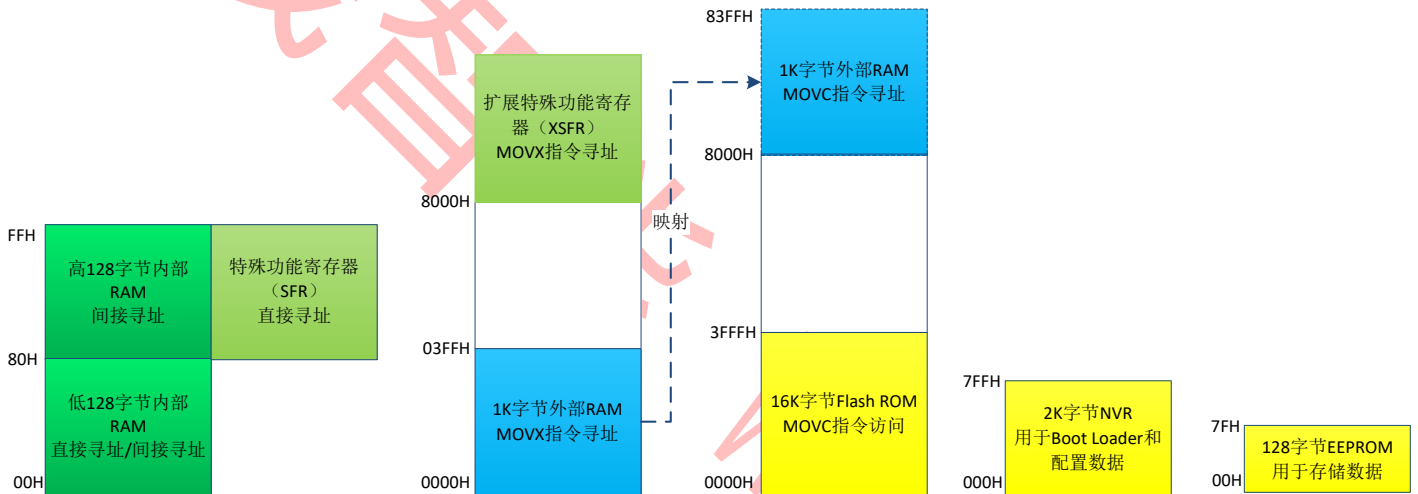 FFH
高128字节内部
RAM
间接寻址
特殊功能寄存器
（SFR）
直接寻址
80H
低128字节内部
RAM
直接寻址/间接寻址
00H
扩展特殊功能寄存
器（XSFR）
MOVX指令寻址
8000H
03FFH
1K字节外部RAM
MOVX指令寻址
0000H
映射
83FFH
1K字节外部RAM
MOVC指令寻址
8000H
3FFFH
16K字节Flash ROM
MOVC指令访问
0000H
7FFH
2K字节NVR
用于Boot Loader和
配置数据
000H
7FH
128字节EEPROM
用于存储数据
00H